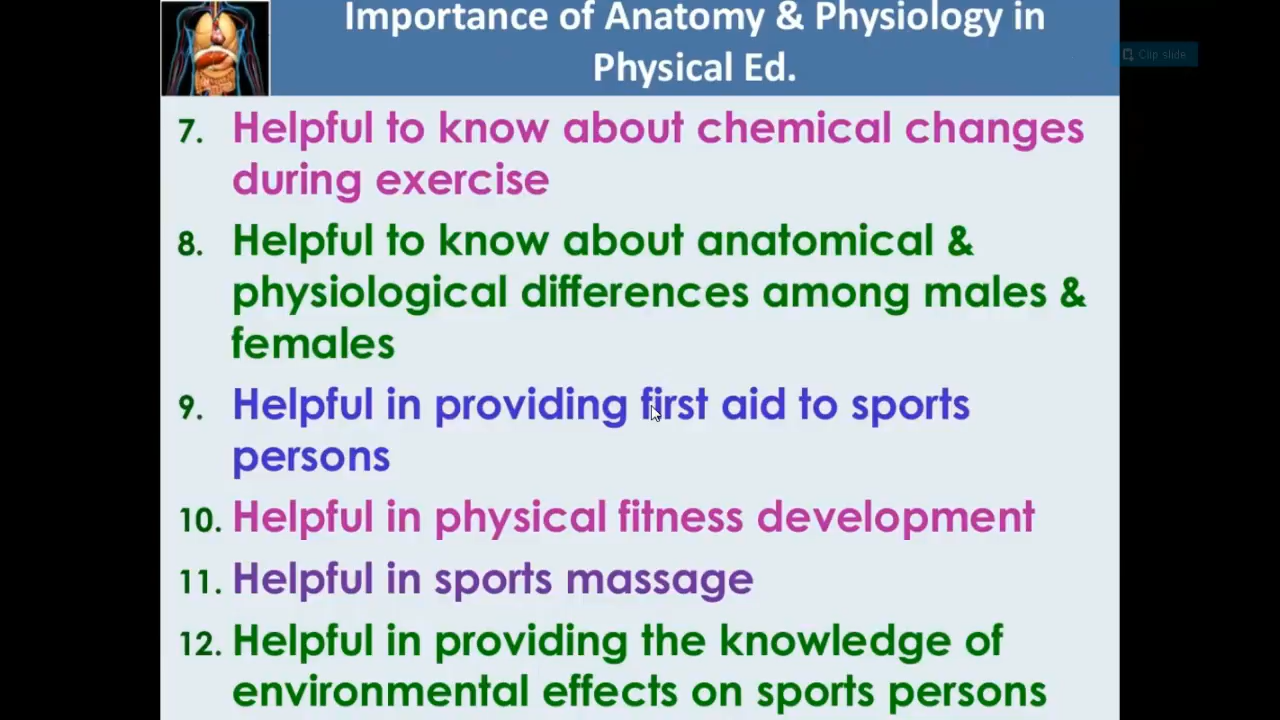 Importance of Anatomy & Physiology in
Physical Ed.
Clip slide
7. Helpful to know about chemical changes
during exercise
8. Helpful to know about anatomical &
physiological differences among males &
females
9. Helpful in providing first aid to sports
persons
10. Helpful in physical fitness development
11. Helpful in sports massage
12. Helpful in providing the knowledge of
environmental effects on sports persons